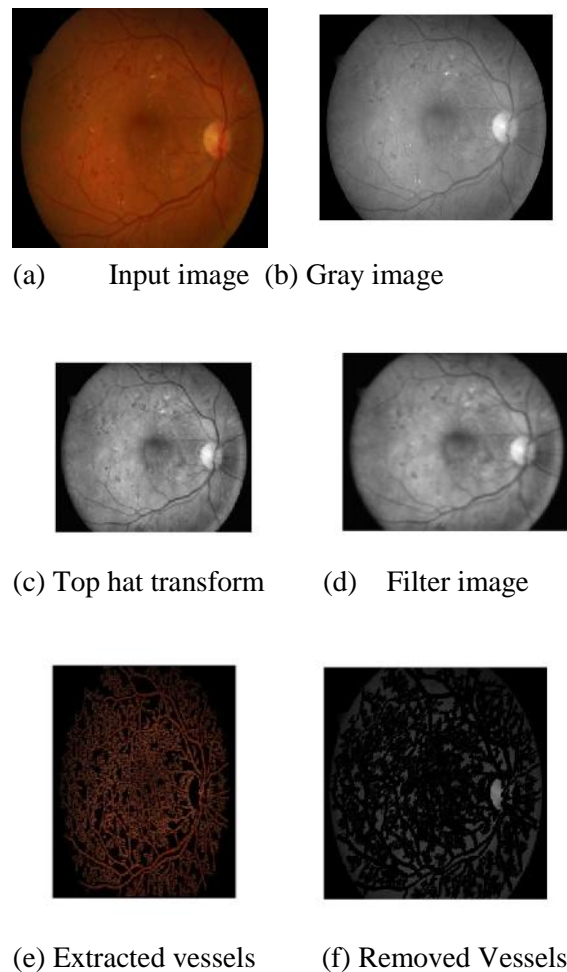 (a) Input image (b) Gray image
(c) Top hat transform (d) Filter image
(e) Extracted vessels (f) Removed Vessels